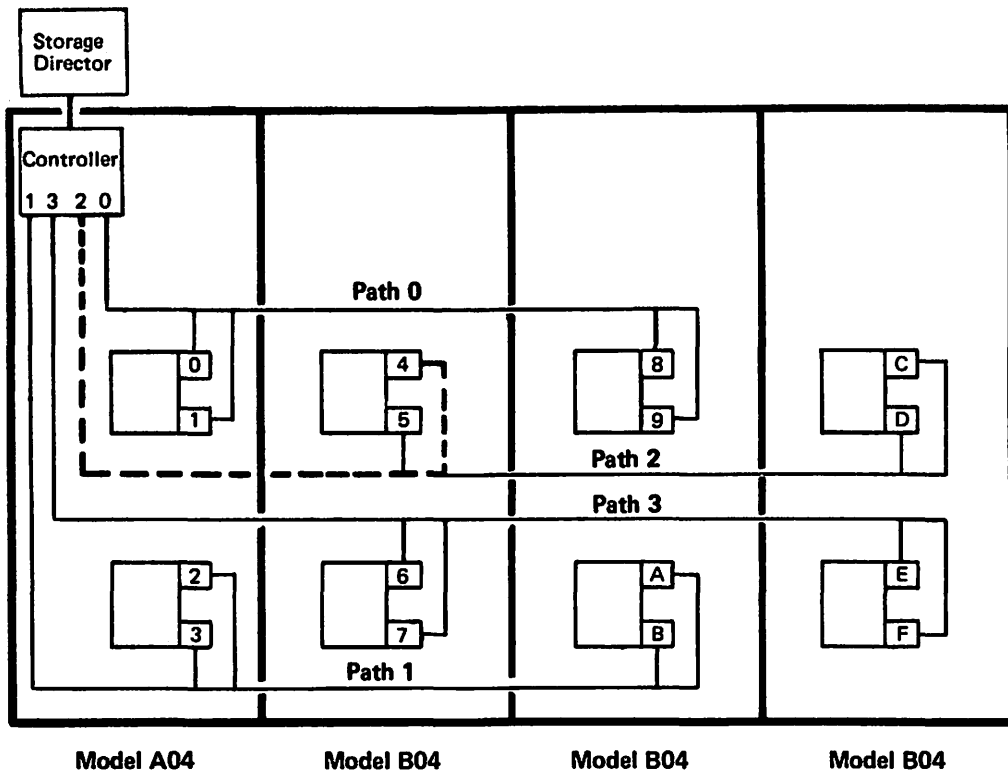 Storage
Director
Controller
1 3 2 0
Path 0
0
4
8
C
1
5
9
D
Path 2
Path 3
2
6
A
E
3
7
B
F
Path 1
Model A04
Model B04
Model B04
Model B04